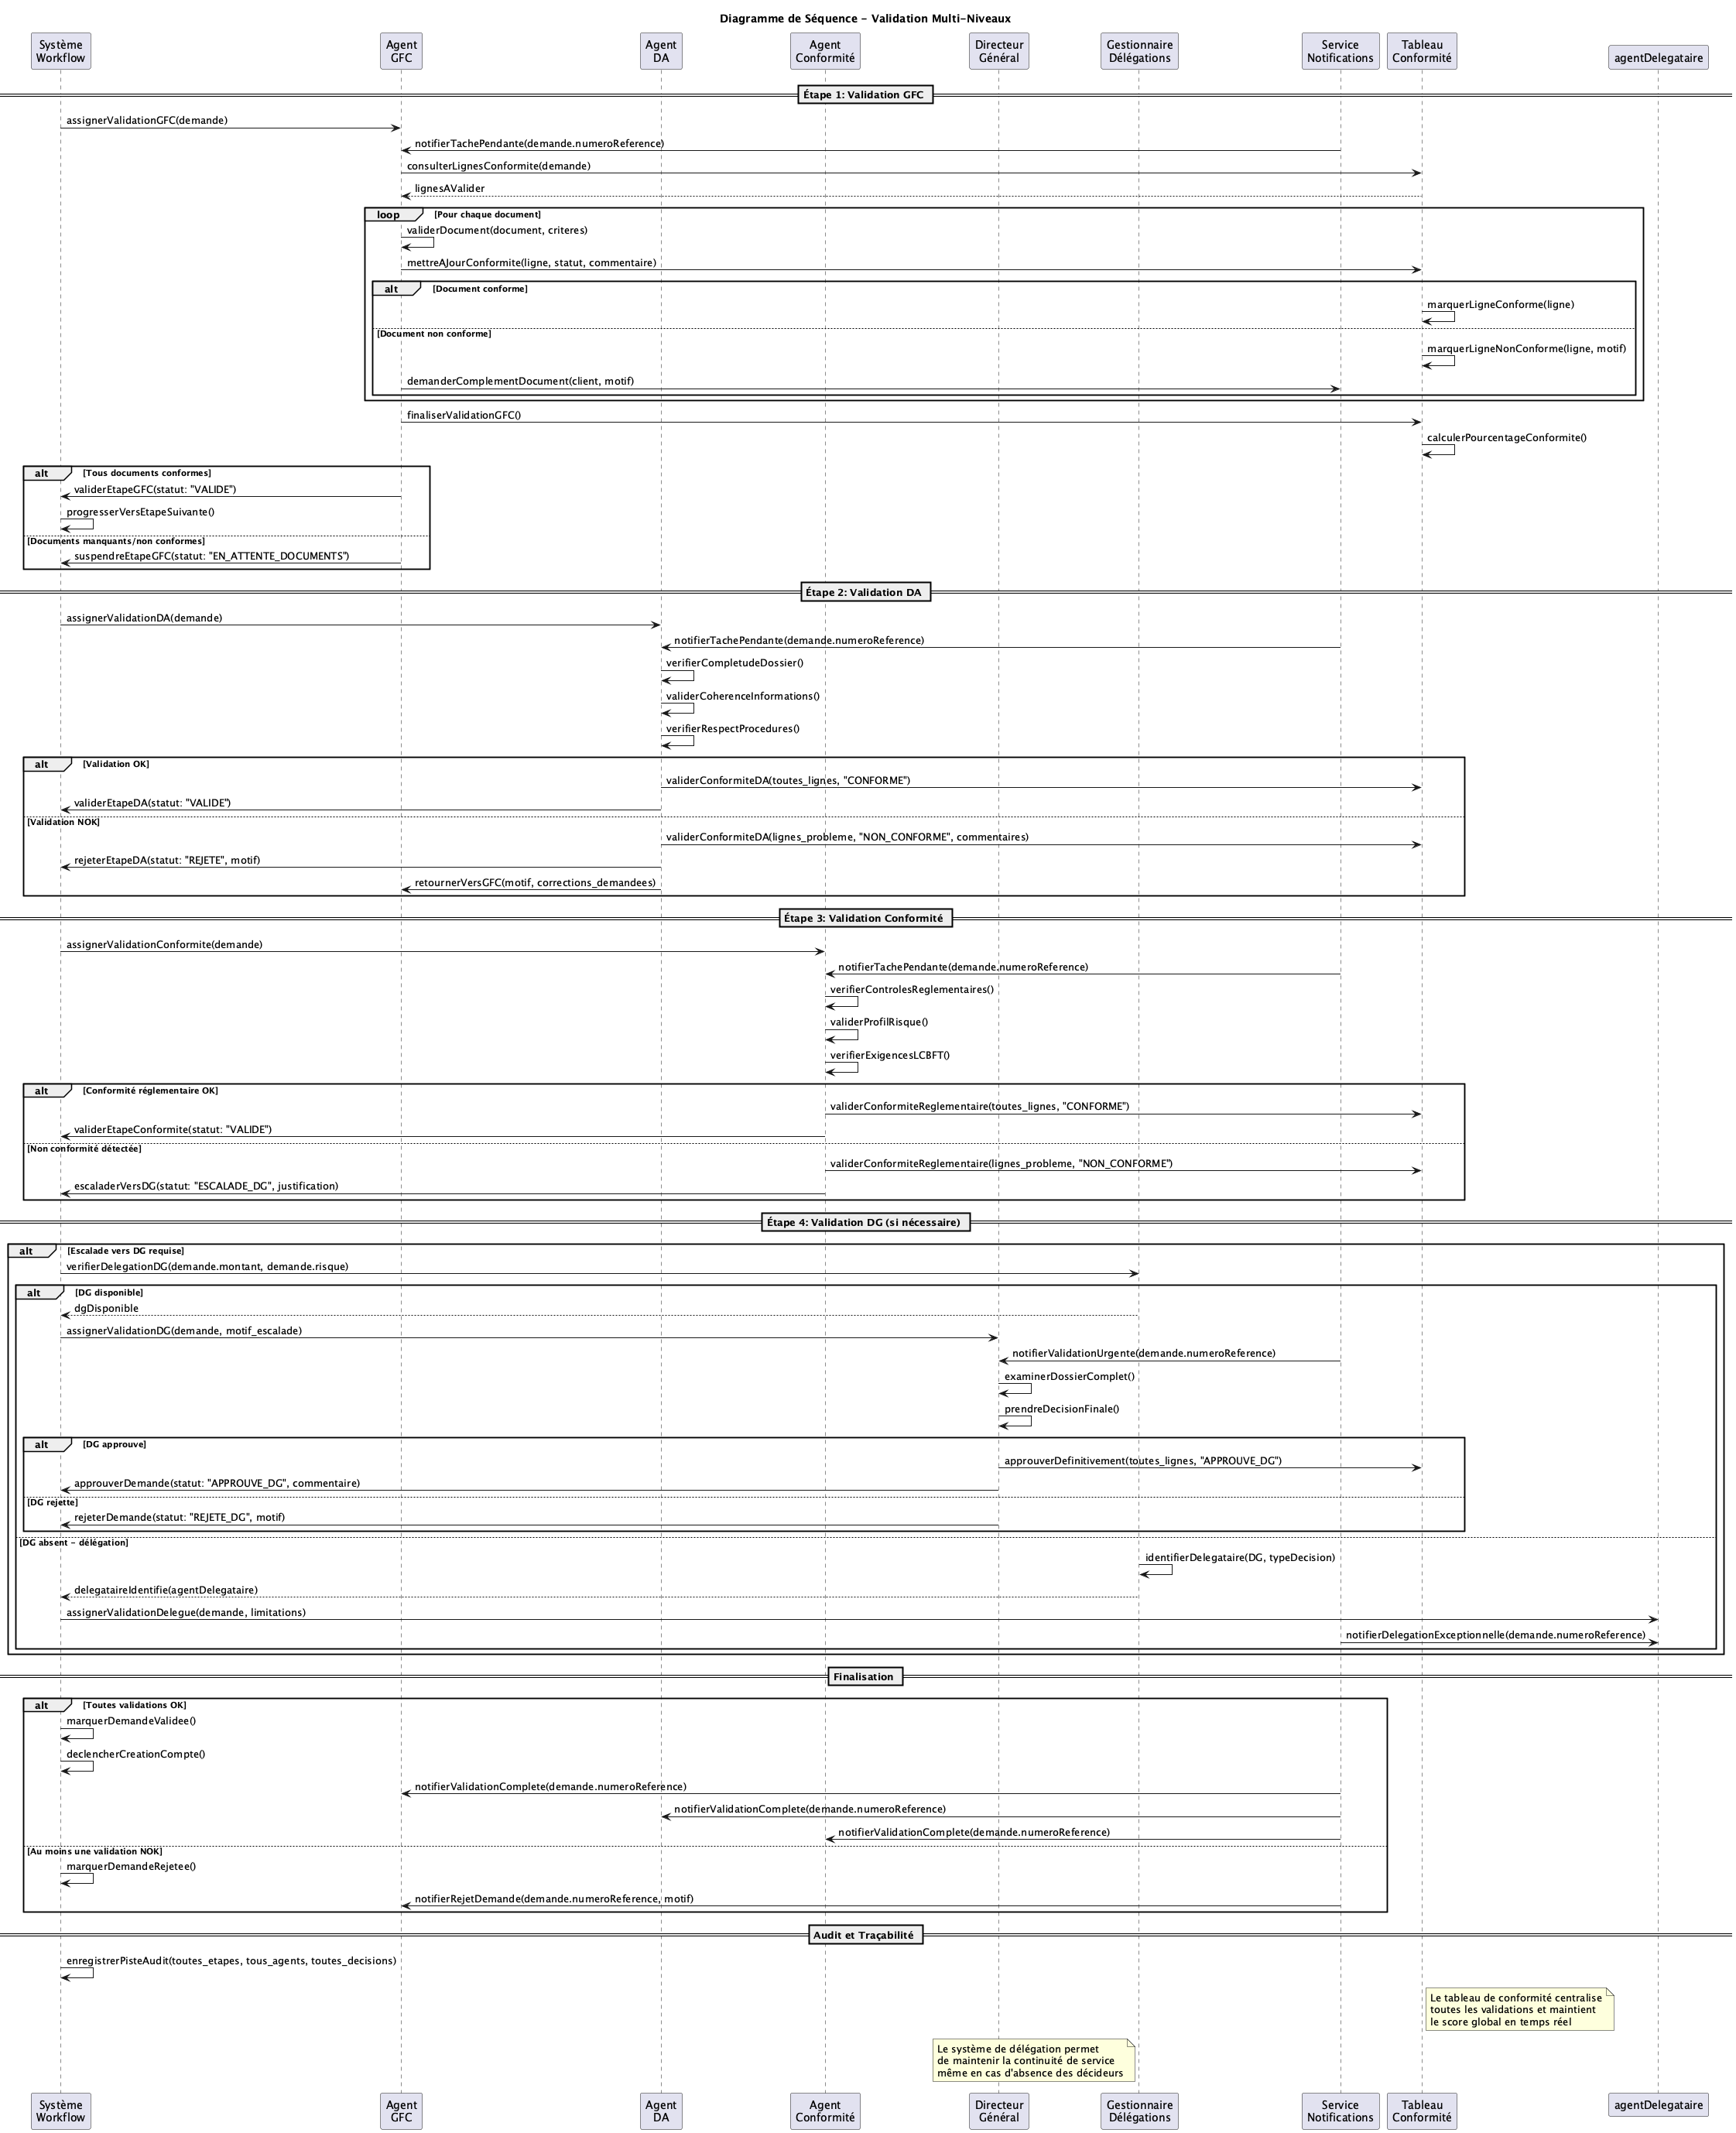 Diagramme de Séquence - Validation Multi-Niveaux
Système
Workflow
Agent
GFC
Agent
DA
Agent
Conformité
Directeur
Général
Gestionnaire
Délégations
Service
Notifications
Tableau
Conformité
agentDelegataire
Étape 1: Validation GFC
assignerValidationGFC(demande)
notifierTachePendante(demande.numeroReference)
consulterLignesConformite(demande)
lignesAValider
loop [Pour chaque document]
validerDocument(document, criteres)
mettreAJourConformite(ligne, statut, commentaire)
alt [Document conforme]
marquerLigneConforme(ligne)
[Document non conforme]
marquerLigneNonConforme(ligne, motif)
demanderComplementDocument(client, motif)
finaliserValidationGFC()
calculerPourcentageConformite()
alt [Tous documents conformes]
validerEtapeGFC(statut: "VALIDE")
progresserVersEtapeSuivante()
[Documents manquants/non conformes]
suspendreEtapeGFC(statut: "EN_ATTENTE_DOCUMENTS")
Étape 2: Validation DA
assignerValidationDA(demande)
notifierTachePendante(demande.numeroReference)
verifierCompletudeDossier()
validerCoherenceInformations()
verifierRespectProcedures()
alt [Validation OK]
validerConformiteDA(toutes_lignes, "CONFORME")
validerEtapeDA(statut: "VALIDE")
[Validation NOK]
validerConformiteDA(lignes_probleme, "NON_CONFORME", commentaires)
rejeterEtapeDA(statut: "REJETE", motif)
retournerVersGFC(motif, corrections_demandees)
Étape 3: Validation Conformité
assignerValidationConformite(demande)
notifierTachePendante(demande.numeroReference)
verifierControlesReglementaires()
validerProfilRisque()
verifierExigencesLCBFT()
alt [Conformité réglementaire OK]
validerConformiteReglementaire(toutes_lignes, "CONFORME")
validerEtapeConformite(statut: "VALIDE")
[Non conformité détectée]
validerConformiteReglementaire(lignes_probleme, "NON_CONFORME")
escaladerVersDG(statut: "ESCALADE_DG", justification)
Étape 4: Validation DG (si nécessaire)
alt [Escalade vers DG requise]
verifierDelegationDG(demande.montant, demande.risque)
alt [DG disponible]
dgDisponible
assignerValidationDG(demande, motif_escalade)
notifierValidationUrgente(demande.numeroReference)
examinerDossierComplet()
prendreDecisionFinale()
alt [DG approuve]
approuverDefinitivement(toutes_lignes, "APPROUVE_DG")
approuverDemande(statut: "APPROUVE_DG", commentaire)
[DG rejette]
rejeterDemande(statut: "REJETE_DG", motif)
[DG absent - délégation]
identifierDelegataire(DG, typeDecision)
delegataireIdentifie(agentDelegataire)
assignerValidationDelegue(demande, limitations)
notifierDelegationExceptionnelle(demande.numeroReference)
Finalisation
alt [Toutes validations OK]
marquerDemandeValidee()
declencherCreationCompte()
notifierValidationComplete(demande.numeroReference)
notifierValidationComplete(demande.numeroReference)
notifierValidationComplete(demande.numeroReference)
[Au moins une validation NOK]
marquerDemandeRejetee()
notifierRejetDemande(demande.numeroReference, motif)
Audit et Traçabilité
enregistrerPisteAudit(toutes_etapes, tous_agents, toutes_decisions)
Le tableau de conformité centralise
toutes les validations et maintient
le score global en temps réel
Le système de délégation permet
de maintenir la continuité de service
même en cas d'absence des décideurs
Système
Workflow
Agent
GFC
Agent
DA
Agent
Conformité
Directeur
Général
Gestionnaire
Délégations
Service
Notifications
Tableau
Conformité
agentDelegataire